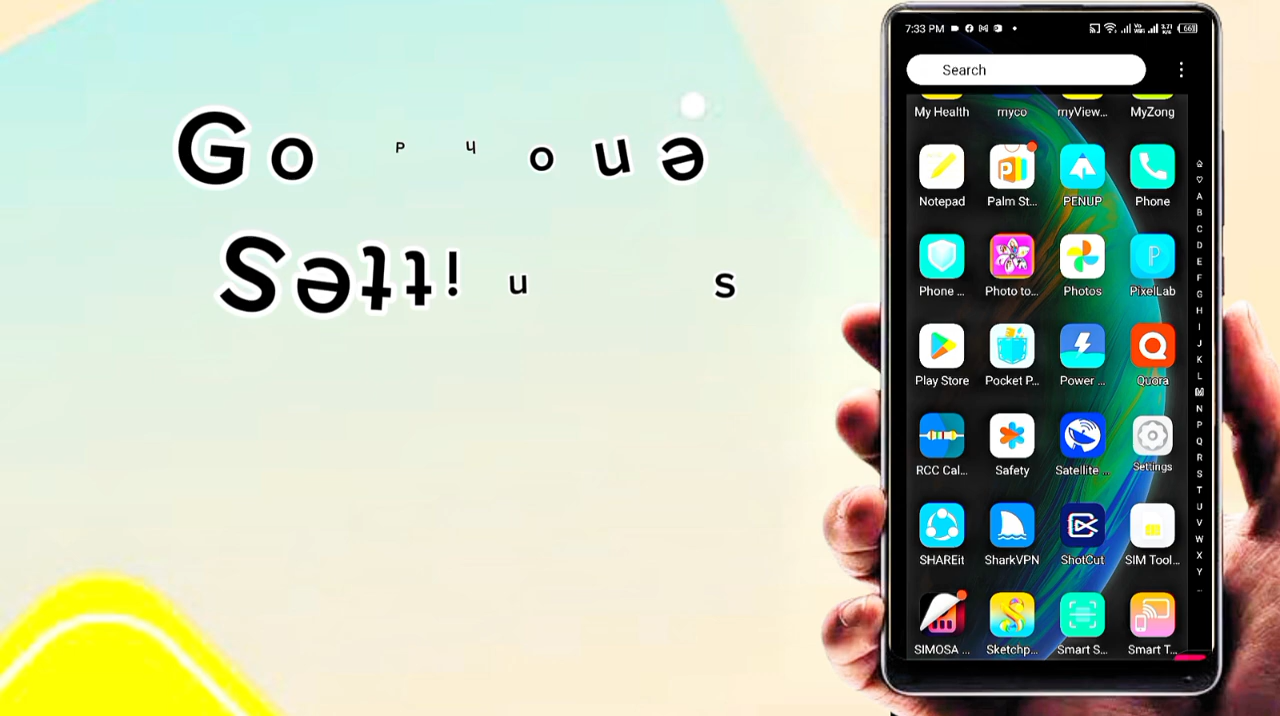 Go Phone
Settings
7:33 PM
Search
My Health myco myView... MyZong
Notepad Palm St... PENUP Phone
Phone ... Photo to... Photos PixelLab
Play Store Pocket P... Power ... Quora
RCC Cal... Safety Satellite ... Settings
SHAREit SharkVPN ShotCut SIM Tool...
SIMOSA ... Sketchp... Smart S... Smart T...
A
B
C
D
E
F
G
H
I
J
K
L
M
N
P
Q
R
S
T
U
V
W
X
Y